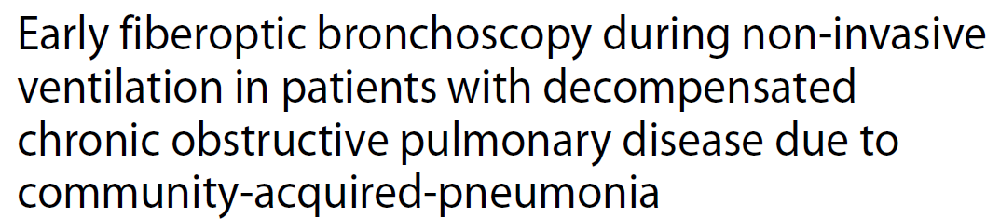 Early fiberoptic bronchoscopy during non-invasive
ventilation in patients with decompensated
chronic obstructive pulmonary disease due to
community-acquired-pneumonia